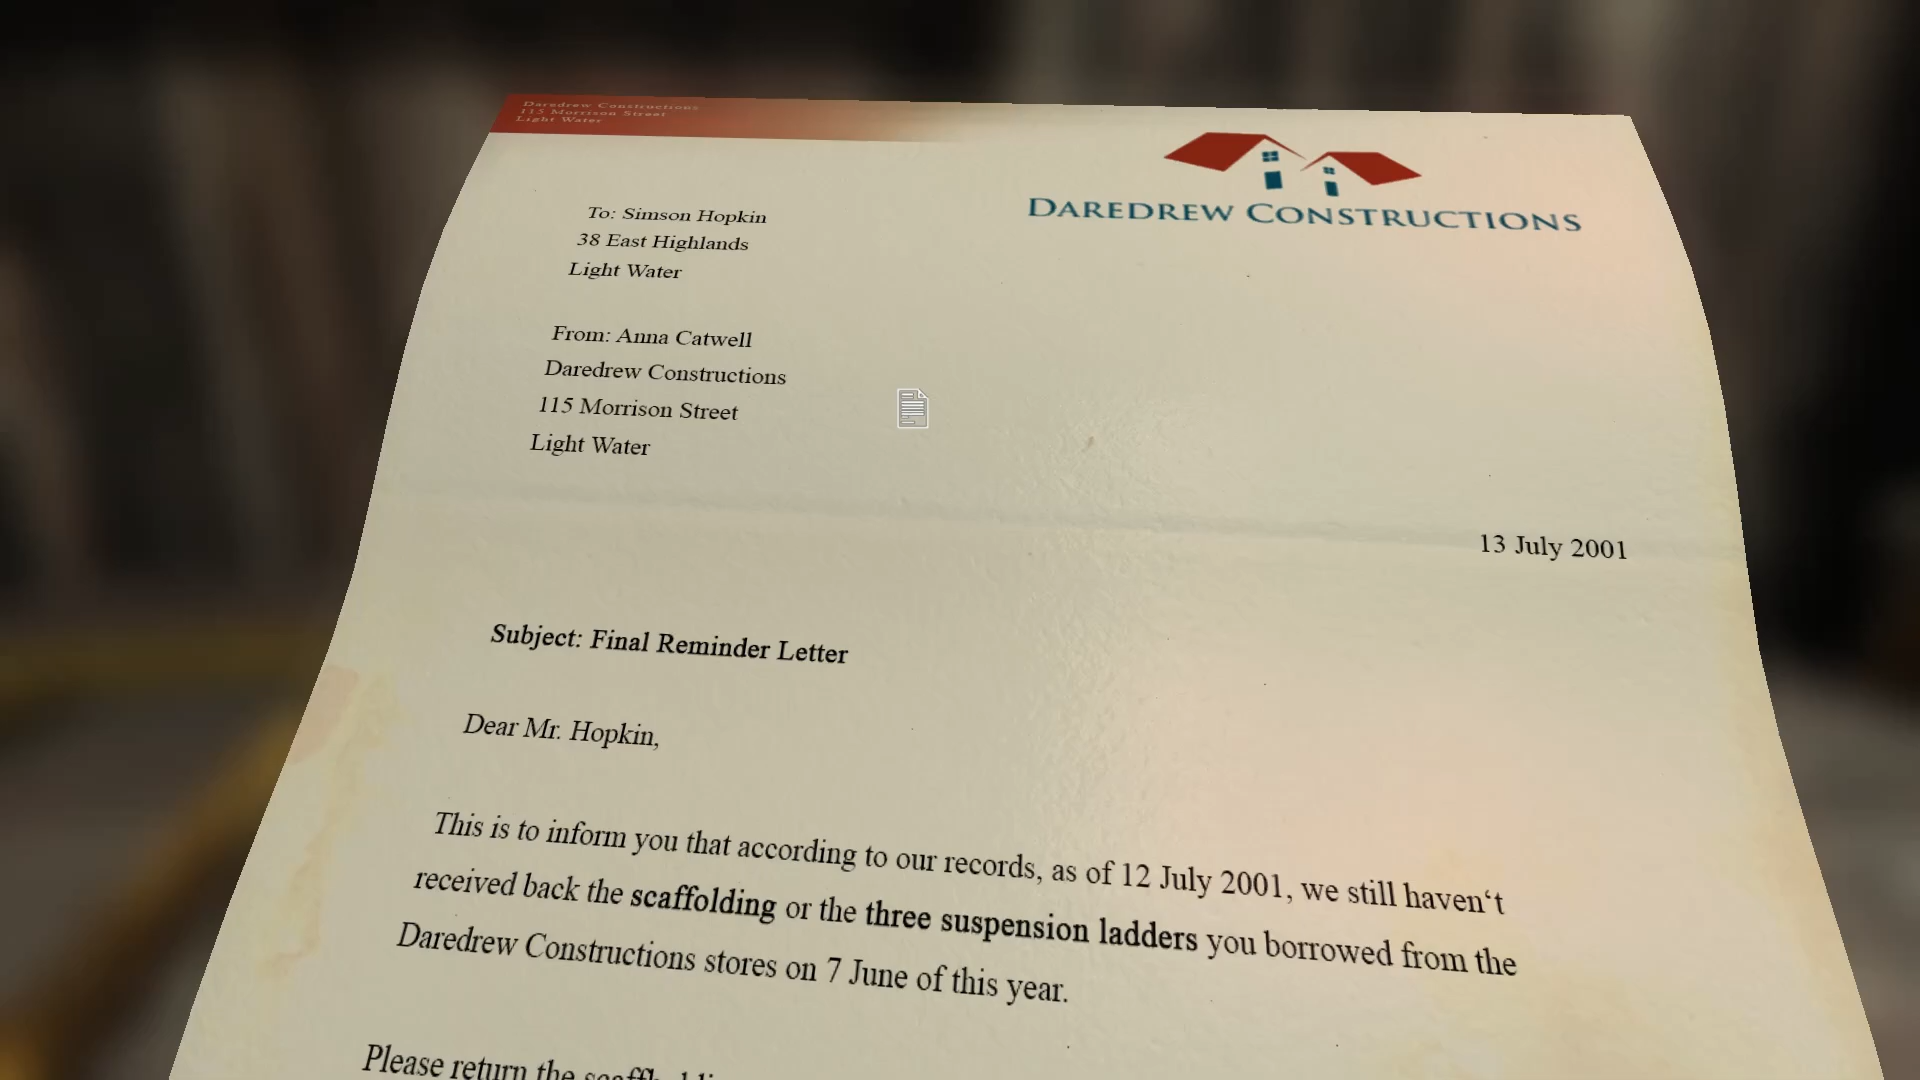 Daredrew Constructions
115 Morrison Street
Light Water
DAREDREW CONSTRUCTIONS
To: Simson Hopkin
38 East Highlands
Light Water
From: Anna Catwell
Daredrew Constructions
115 Morrison Street
Light Water
13 July 2001
Subject: Final Reminder Letter
Dear Mr. Hopkin,
This is to inform you that according to our records, as of 12 July 2001, we still haven‘t
received back the scaffolding or the three suspension ladders you borrowed from the
Daredrew Constructions stores on 7 June of this year.
Please return the